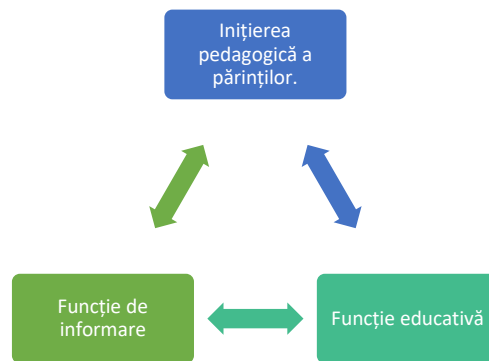 Inițierea
pedagogică a
părinților.
Funcție de
informare
Funcție educativă